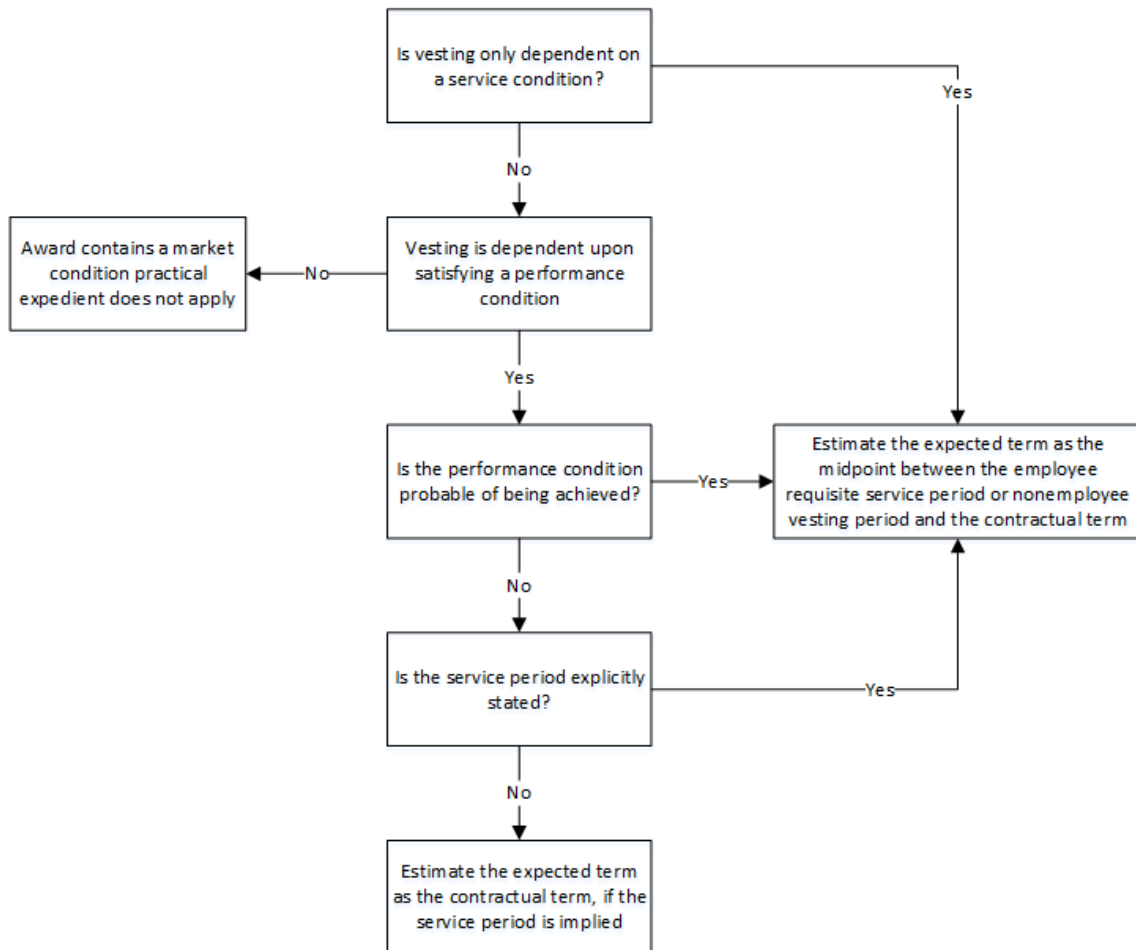 Is vesting only dependent on
a service condition?
Yes
No
Award contains a market
condition practical
expedient does not apply
No
Vesting is dependent upon
satisfying a performance
condition
Yes
Is the performance condition
probable of being achieved?
Yes
Estimate the expected term as the
midpoint between the employee
requisite service period or nonemployee
vesting period and the contractual term
No
Is the service period explicitly
stated?
Yes
No
Estimate the expected term
as the contractual term, if the
service period is implied